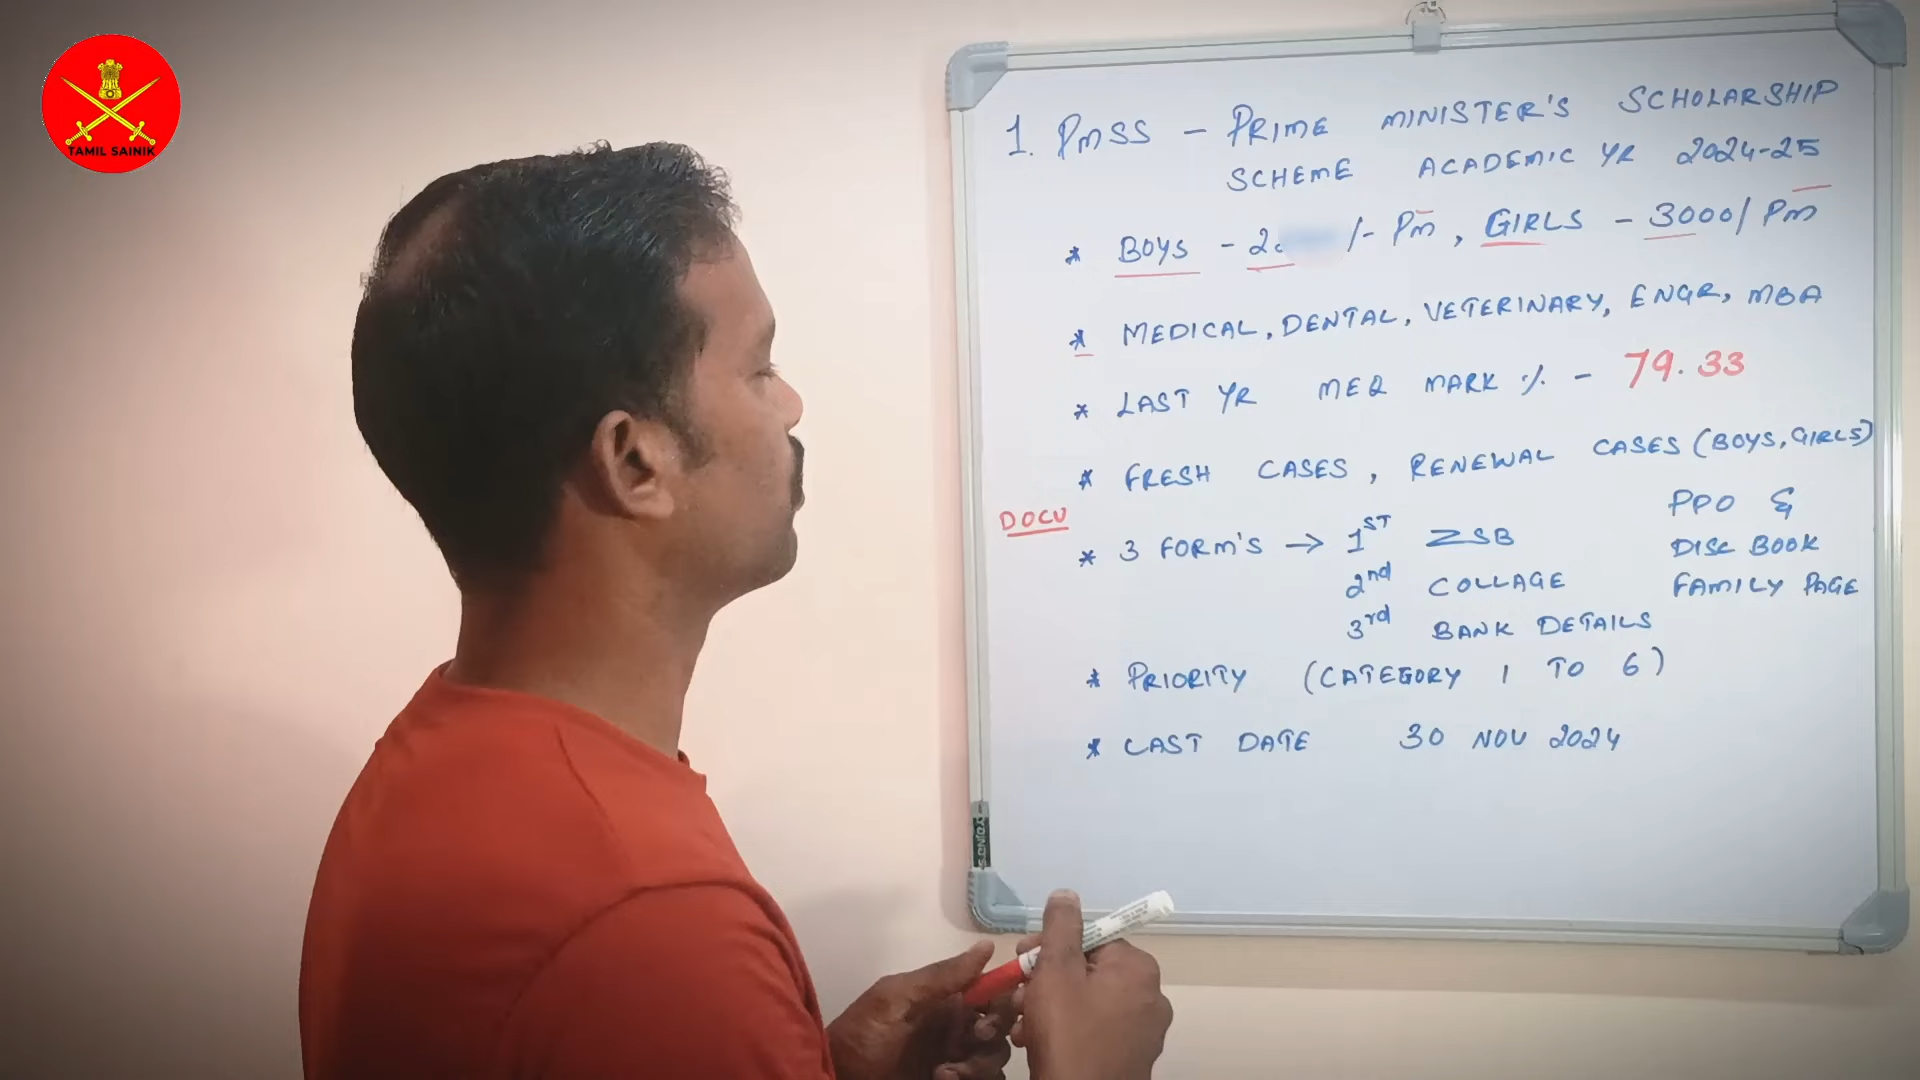 TAMIL SAINIK
1. PMSS - PRIME MINISTER'S SCHOLARSHIP
SCHEME ACADEMIC YR 2024-25
* BOYS - /- PM, GIRLS - 3000/ PM
* MEDICAL, DENTAL, VETERINARY, ENGR, MBA
* LAST YR MEQ MARK % - 79.33
* FRESH CASES, RENEWAL CASES (BOYS, GIRLS)
DOCU
* 3 FORM'S → 1ST ZSB
2nd COLLAGE
3rd BANK DETAILS
PPO &
DISC BOOK
FAMILY PAGE
* PRIORITY (CATEGORY 1 TO 6)
* LAST DATE 30 NOV 2024